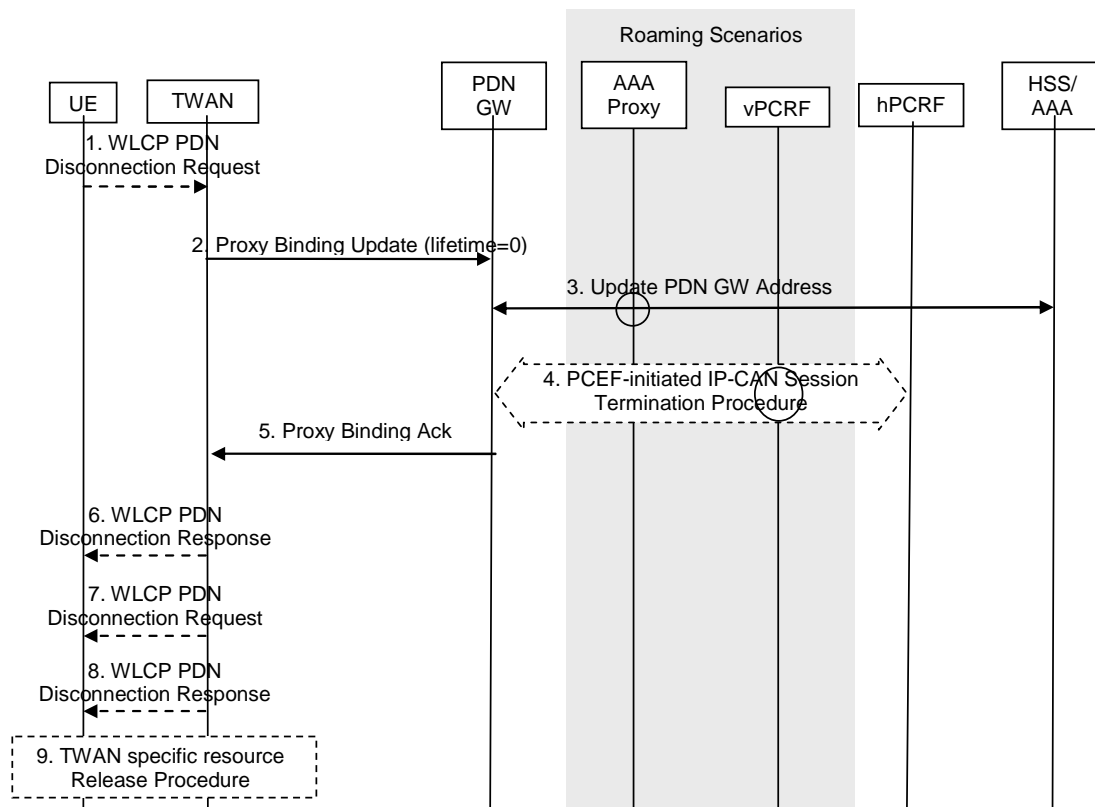 Roaming Scenarios
UE
TWAN
PDN
GW
AAA
Proxy
vPCRF
hPCRF
HSS/
AAA
1. WLCP PDN
Disconnection Request
2. Proxy Binding Update (lifetime=0)
3. Update PDN GW Address
4. PCEF-initiated IP-CAN Session
Termination Procedure
5. Proxy Binding Ack
6. WLCP PDN
Disconnection Response
7. WLCP PDN
Disconnection Request
8. WLCP PDN
Disconnection Response
9. TWAN specific resource
Release Procedure